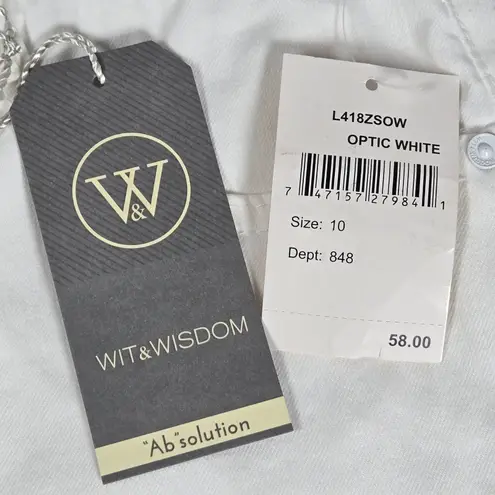 W&W
WIT&WISDOM
"Ab"solution
L418ZSOW
OPTIC WHITE
7 47157 27984 1
Size: 10
Dept: 848
58.00